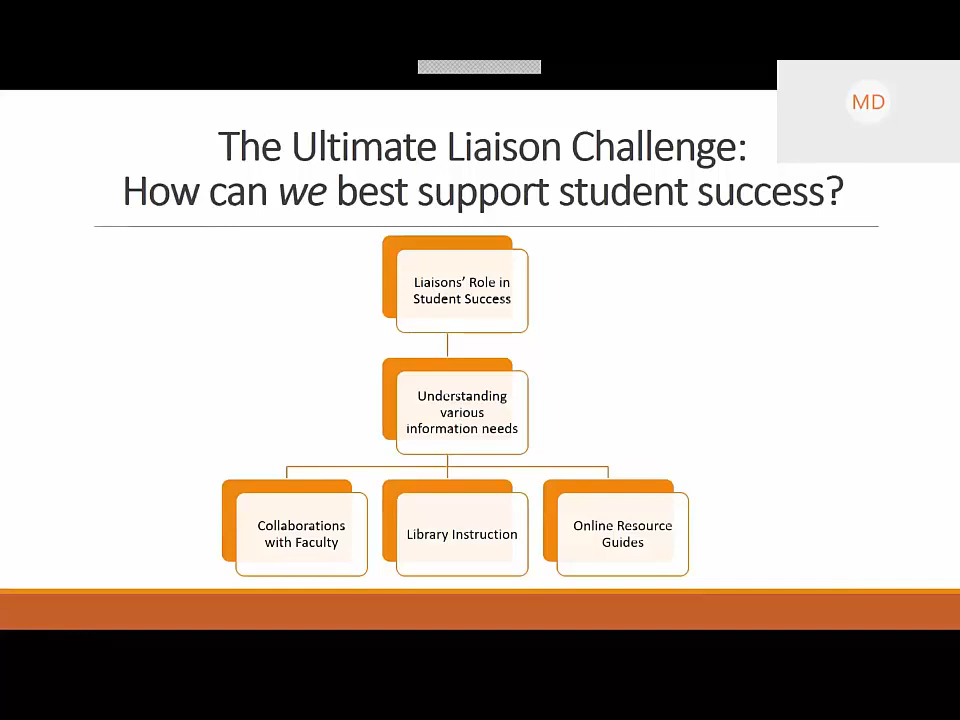 MD
The Ultimate Liaison Challenge:
How can we best support student success?
Liaisons' Role in
Student Success
Understanding
various
information needs
Collaborations
with Faculty
Library Instruction
Online Resource
Guides